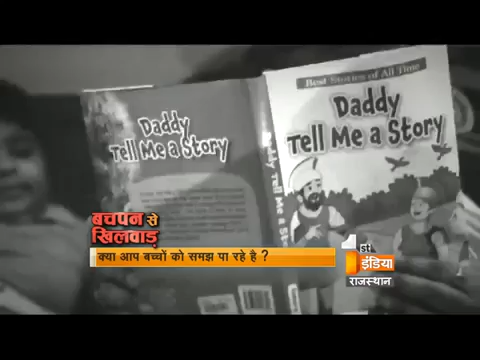 Daddy
Tell Me a Story
Best Stories of All Time
Daddy
Tell Me a Story
Daddy Tell Me a Story
बचपन से
खिलवाड़
क्या आप बच्चों को समझ पा रहे है ?
1st
इंडिया
राजस्थान